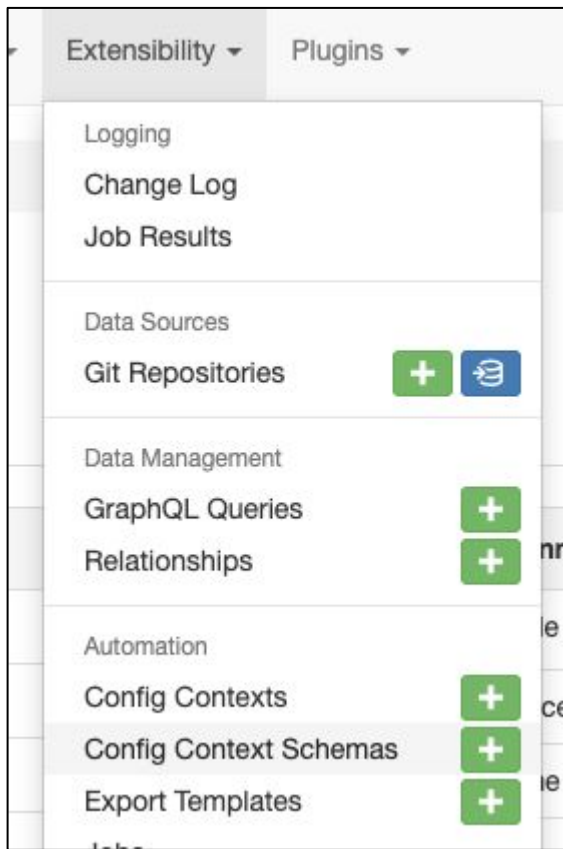 Extensibility
Plugins
Logging
Change Log
Job Results
Data Sources
Git Repositories
Data Management
GraphQL Queries
Relationships
Automation
Config Contexts
Config Context Schemas
Export Templates